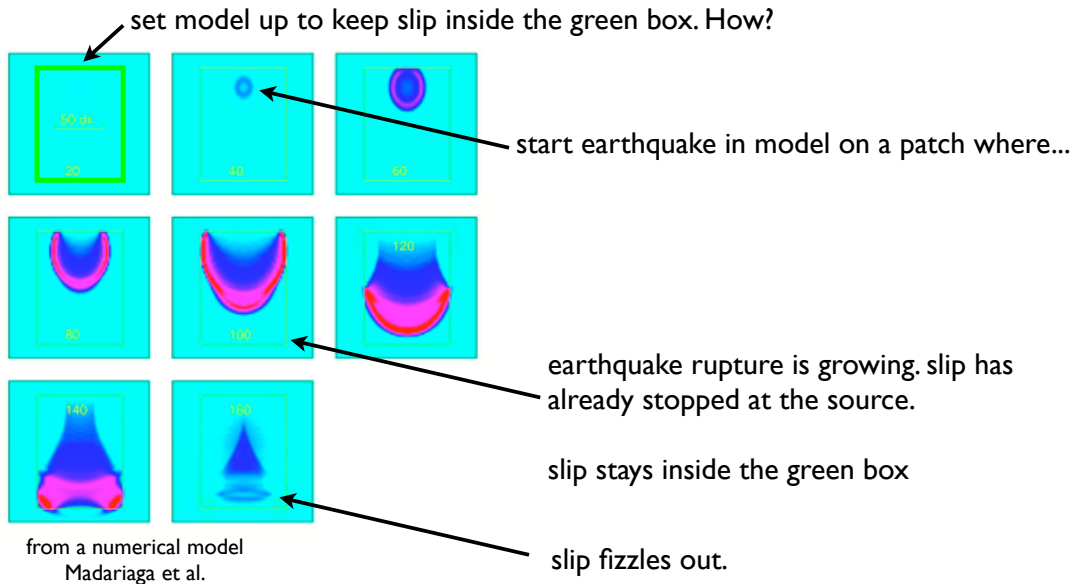 set model up to keep slip inside the green box. How?
50 dx
20
40
60
start earthquake in model on a patch where...
80
100
120
earthquake rupture is growing. slip has
already stopped at the source.
140
160
slip stays inside the green box
slip fizzles out.
from a numerical model
Madariaga et al.